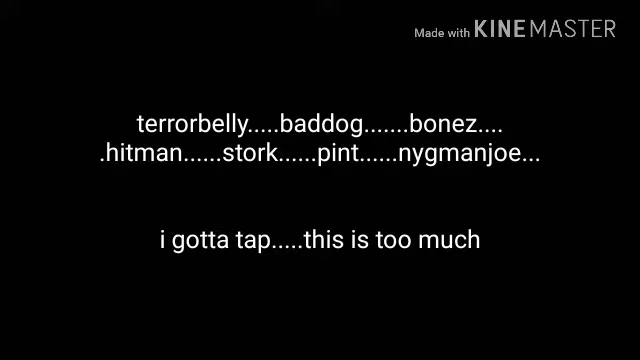 Made with KINEMASTER
terrorbelly.....baddog.......bonez....
.hitman......stork......pint......nygmanjoe...
i gotta tap.....this is too much